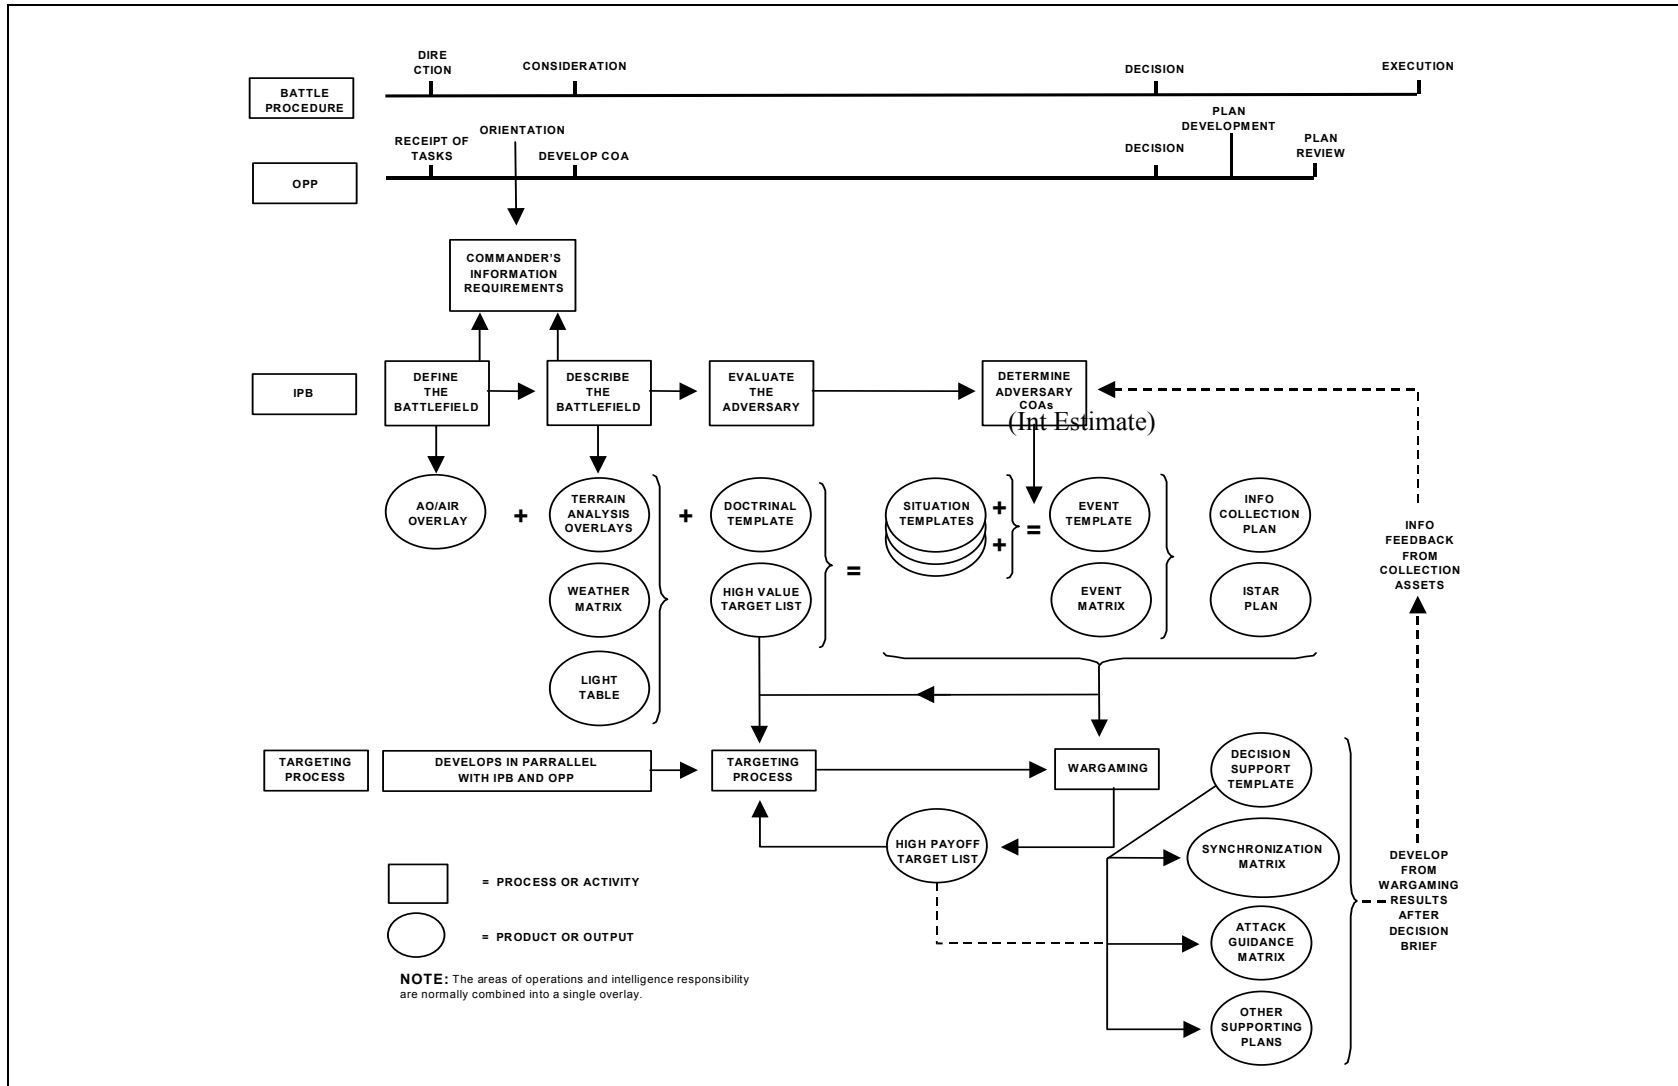 DIRE
CTION
CONSIDERATION
DECISION
EXECUTION
BATTLE
PROCEDURE
PLAN
DEVELOPMENT
ORIENTATION
RECEIPT OF
TASKS
DEVELOP COA
DECISION
PLAN
REVIEW
OPP
COMMANDER'S
INFORMATION
REQUIREMENTS
IPB
DEFINE
THE
BATTLEFIELD
DESCRIBE
THE
BATTLEFIELD
EVALUATE
THE
ADVERSARY
DETERMINE
ADVERSARY
COAs
(Int Estimate)
AO/AIR
OVERLAY
+
TERRAIN
ANALYSIS
OVERLAYS
WEATHER
MATRIX
LIGHT
TABLE
+
DOCTRINAL
TEMPLATE
HIGH VALUE
TARGET LIST
=
SITUATION
TEMPLATES
+
+
=
EVENT
TEMPLATE
EVENT
MATRIX
INFO
COLLECTION
PLAN
ISTAR
PLAN
INFO
FEEDBACK
FROM
COLLECTION
ASSETS
TARGETING
PROCESS
DEVELOPS IN PARRALLEL
WITH IPB AND OPP
TARGETING
PROCESS
WARGAMING
DECISION
SUPPORT
TEMPLATE
HIGH PAYOFF
TARGET LIST
SYNCHRONIZATION
MATRIX
ATTACK
GUIDANCE
MATRIX
OTHER
SUPPORTING
PLANS
DEVELOP
FROM
WARGAMING
RESULTS
AFTER
DECISION
BRIEF
= PROCESS OR ACTIVITY
= PRODUCT OR OUTPUT
NOTE: The areas of operations and intelligence responsibility
are normally combined into a single overlay.